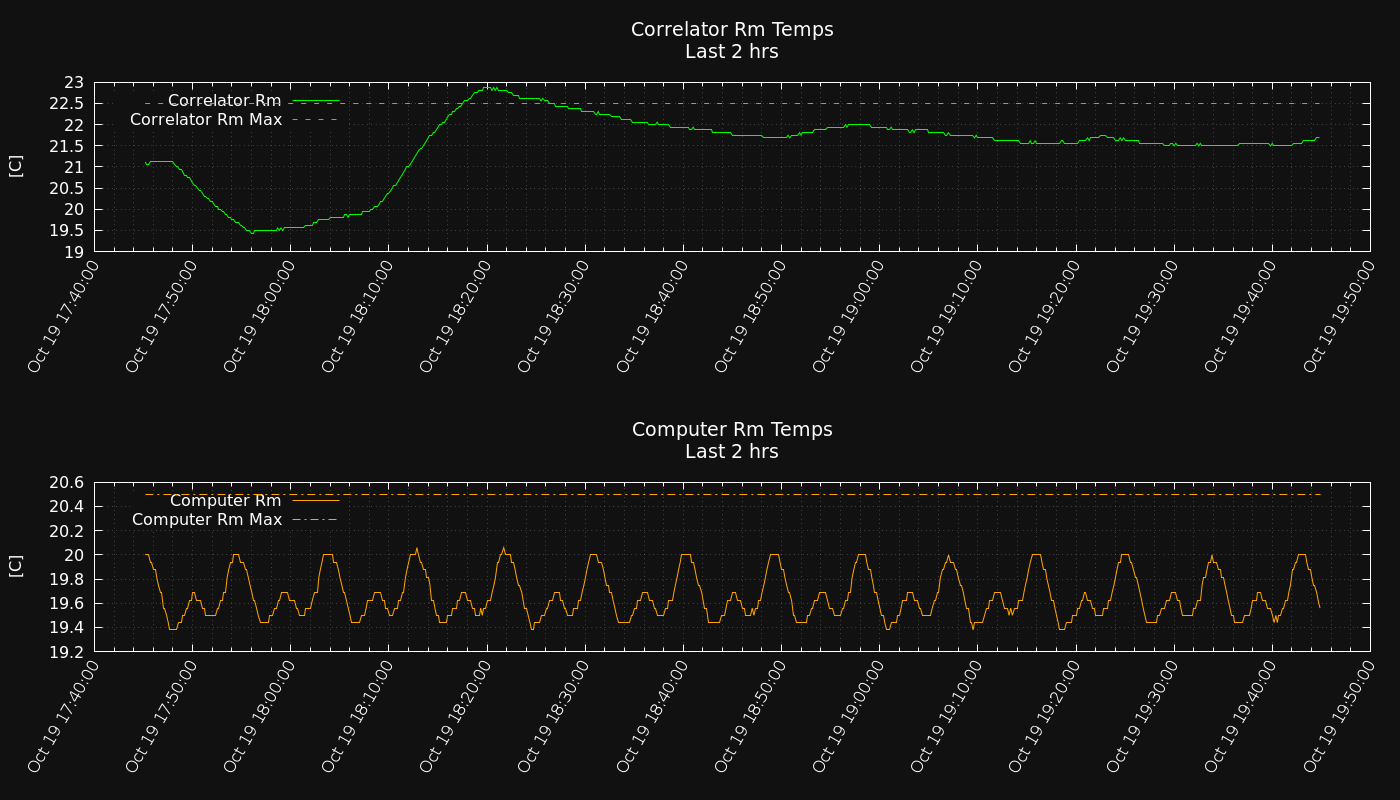 Correlator Rm Temps
Last 2 hrs
[C]
23
22.5
22
21.5
21
20.5
20
19.5
19
Correlator Rm
Correlator Rm Max
Oct 19 17:40:00
Oct 19 17:50:00
Oct 19 18:00:00
Oct 19 18:10:00
Oct 19 18:20:00
Oct 19 18:30:00
Oct 19 18:40:00
Oct 19 18:50:00
Oct 19 19:00:00
Oct 19 19:10:00
Oct 19 19:20:00
Oct 19 19:30:00
Oct 19 19:40:00
Oct 19 19:50:00
Computer Rm Temps
Last 2 hrs
[C]
20.6
20.4
20.2
20
19.8
19.6
19.4
19.2
Computer Rm
Computer Rm Max
Oct 19 17:40:00
Oct 19 17:50:00
Oct 19 18:00:00
Oct 19 18:10:00
Oct 19 18:20:00
Oct 19 18:30:00
Oct 19 18:40:00
Oct 19 18:50:00
Oct 19 19:00:00
Oct 19 19:10:00
Oct 19 19:20:00
Oct 19 19:30:00
Oct 19 19:40:00
Oct 19 19:50:00